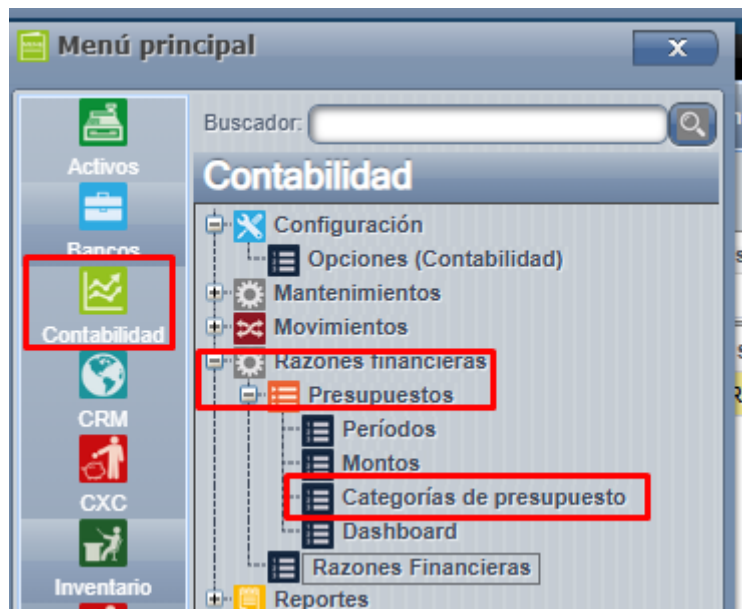 Menú principal
x
Buscador:
Activos
Bancos
Contabilidad
CRM
CXC
Inventario
Contabilidad
Configuración
Opciones (Contabilidad)
Mantenimientos
Movimientos
Razones financieras
Presupuestos
Períodos
Montos
Categorías de presupuesto
Dashboard
Razones Financieras
Reportes